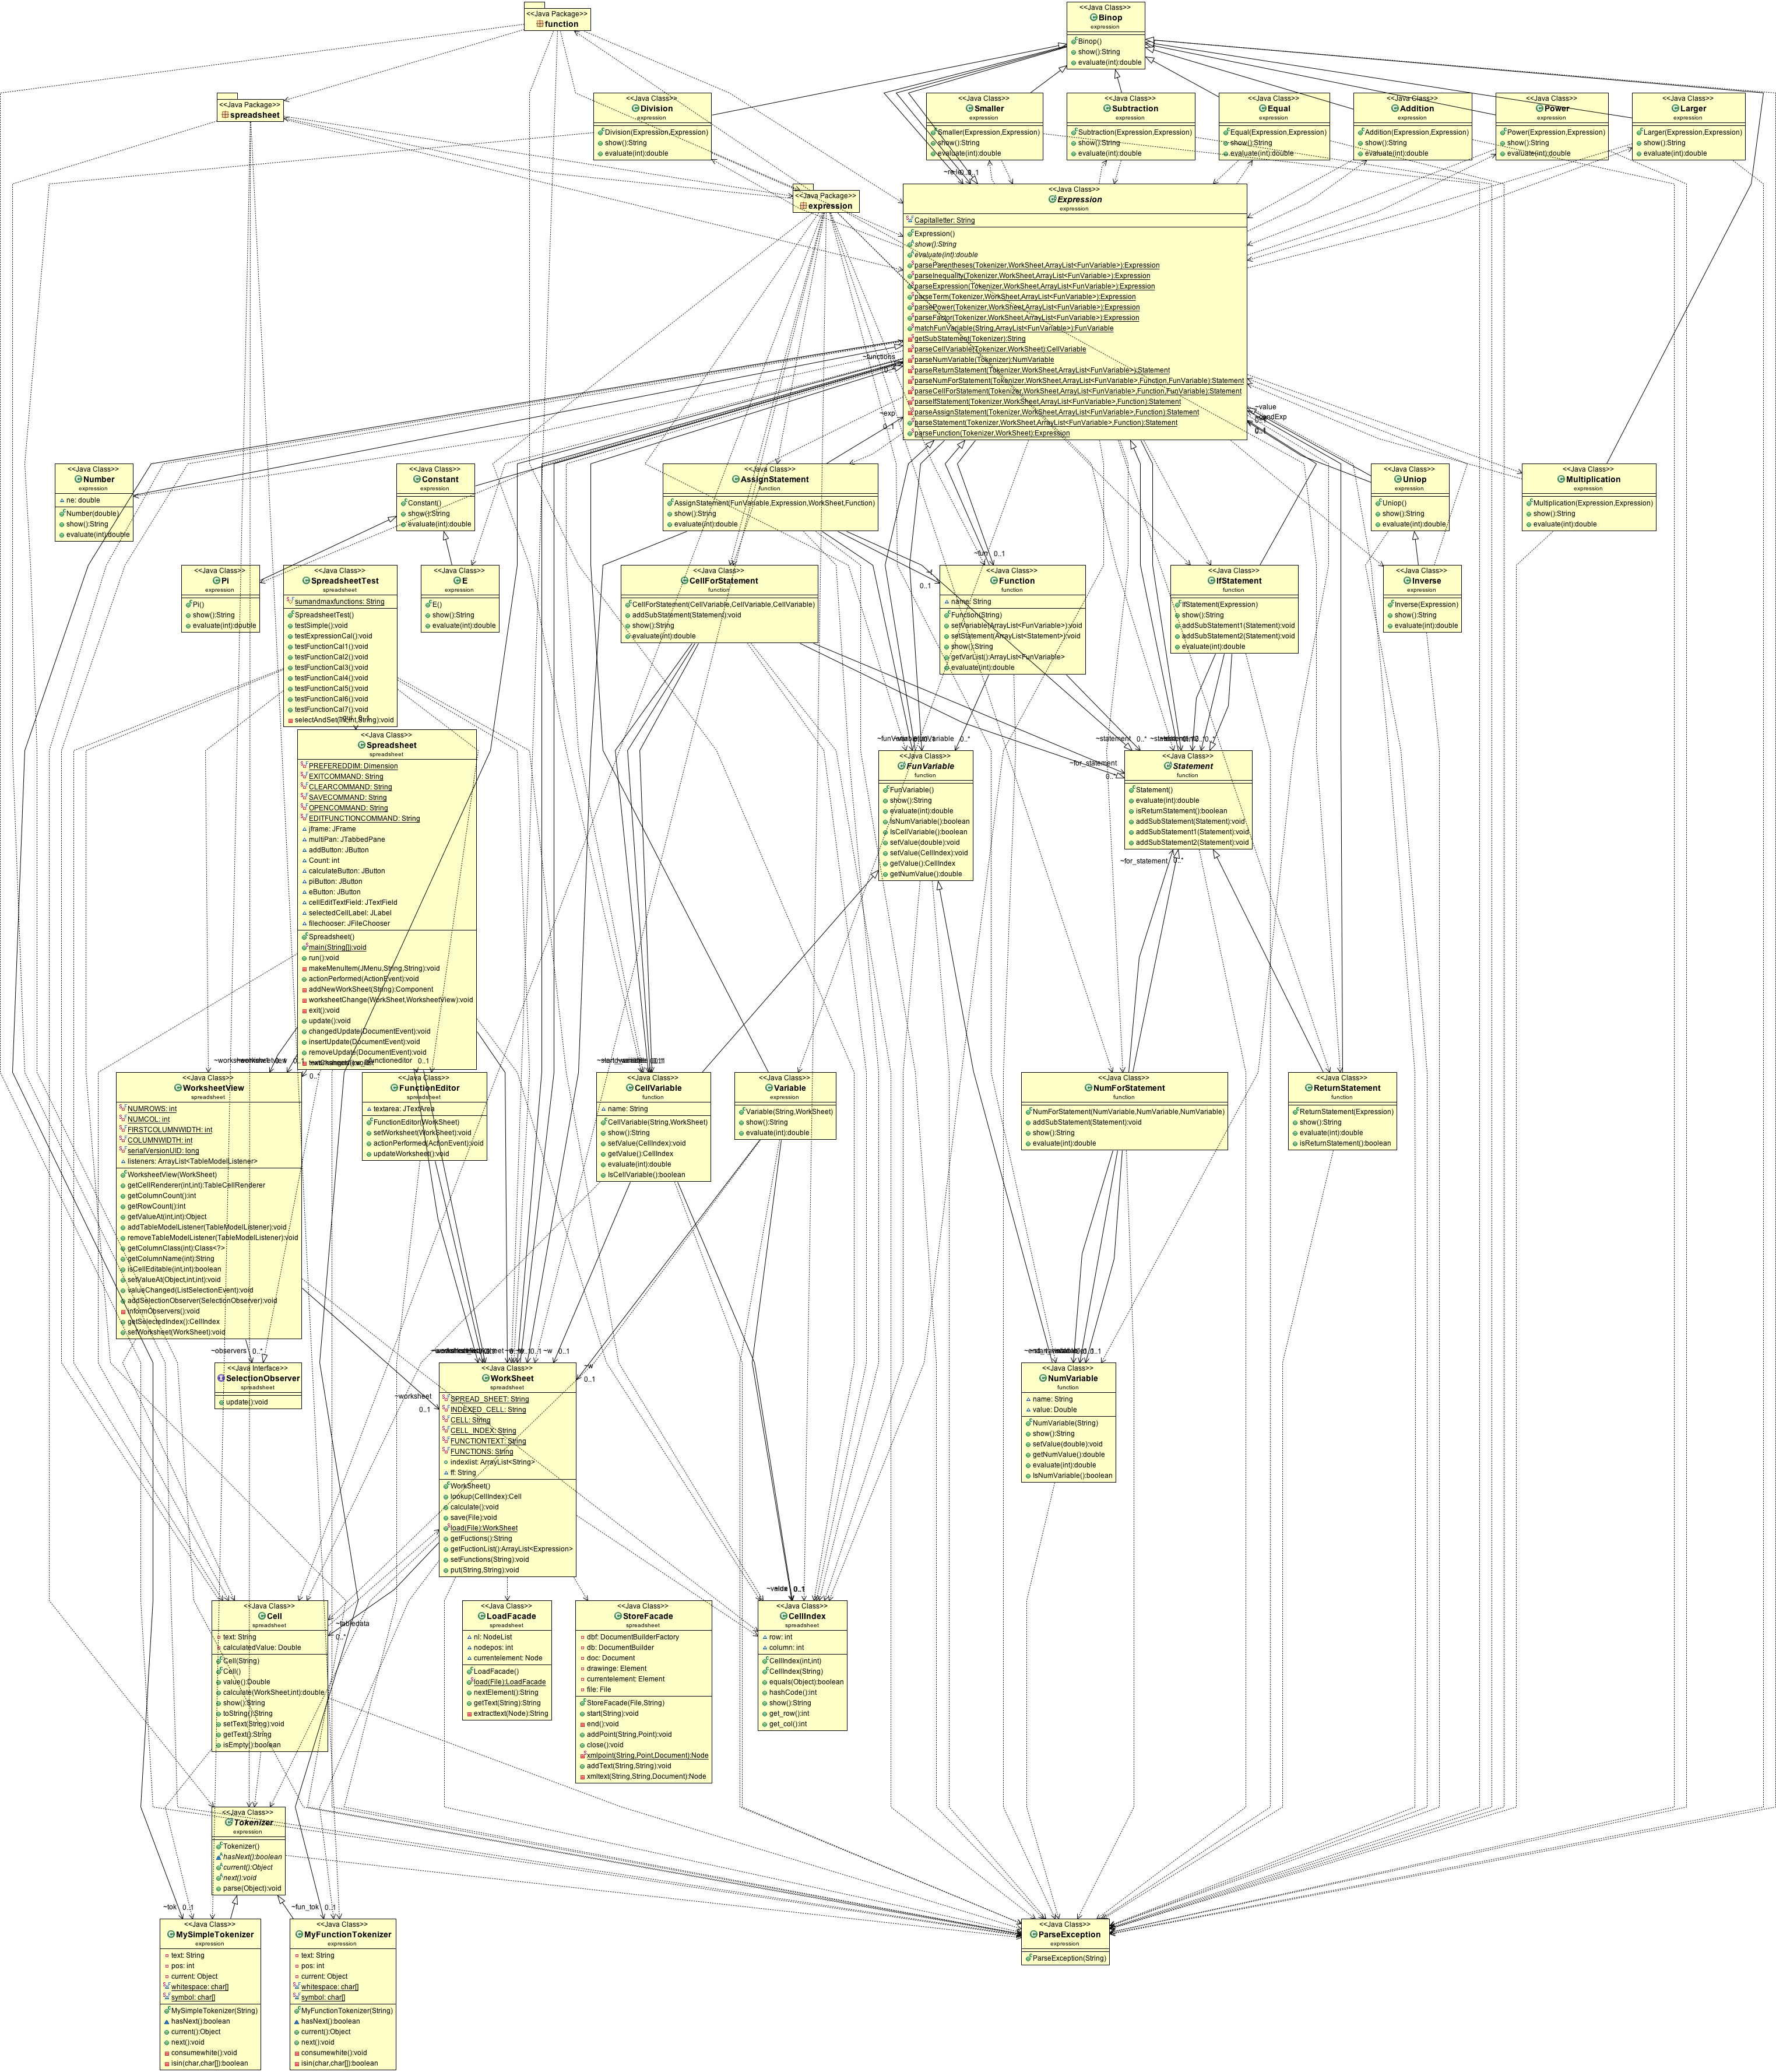 <<Java Package>>
function
<<Java Class>>
Binop
expression
Binop()
show():String
evaluate(int):double
<<Java Package>>
spreadsheet
<<Java Class>>
Division
expression
Division(Expression,Expression)
show():String
evaluate(int):double
<<Java Class>>
Smaller
expression
Smaller(Expression,Expression)
show():String
evaluate(int):double
<<Java Class>>
Subtraction
expression
Subtraction(Expression,Expression)
show():String
evaluate(int):double
<<Java Class>>
Equal
expression
Equal(Expression,Expression)
show():String
evaluate(int):double
<<Java Class>>
Addition
expression
Addition(Expression,Expression)
show():String
evaluate(int):double
<<Java Class>>
Power
expression
Power(Expression,Expression)
show():String
evaluate(int):double
<<Java Class>>
Larger
expression
Larger(Expression,Expression)
show():String
evaluate(int):double
<<Java Package>>
expression
<<Java Class>>
Expression
expression
Capitalletter: String
Expression()
show():String
evaluate(int):double
parseParentheses(Tokenizer,WorkSheet,ArrayList<FunVariable>):Expression
parseInequality(Tokenizer,WorkSheet,ArrayList<FunVariable>):Expression
parseExpression(Tokenizer,WorkSheet,ArrayList<FunVariable>):Expression
parseTerm(Tokenizer,WorkSheet,ArrayList<FunVariable>):Expression
parsePower(Tokenizer,WorkSheet,ArrayList<FunVariable>):Expression
parseFactor(Tokenizer,WorkSheet,ArrayList<FunVariable>):Expression
matchFunVariable(String,ArrayList<FunVariable>):FunVariable
getSubStatement(Tokenizer):String
parseCellVariable(Tokenizer,WorkSheet):CellVariable
parseNumVariable(Tokenizer):NumVariable
parseReturnStatement(Tokenizer,WorkSheet,ArrayList<FunVariable>):Statement
parseNumForStatement(Tokenizer,WorkSheet,ArrayList<FunVariable>,Function,FunVariable):Statement
parseCellForStatement(Tokenizer,WorkSheet,ArrayList<FunVariable>,Function,FunVariable):Statement
parseIfStatement(Tokenizer,WorkSheet,ArrayList<FunVariable>,Function):Statement
parseAssignStatement(Tokenizer,WorkSheet,ArrayList<FunVariable>,Function):Statement
parseStatement(Tokenizer,WorkSheet,ArrayList<FunVariable>,Function):Statement
parseFunction(Tokenizer,WorkSheet):Expression
~functions
~exp
0..1
~value
<<Java Class>>
Number
expression
ne: double
Number(double)
show():String
evaluate(int):double
<<Java Class>>
Constant
expression
Constant()
show():String
evaluate(int):double
<<Java Class>>
AssignStatement
function
AssignStatement(FunVariable,Expression,WorkSheet,Function)
show():String
evaluate(int):double
<<Java Class>>
Uniop
expression
Uniop()
show():String
evaluate(int):double
<<Java Class>>
Multiplication
expression
Multiplication(Expression,Expression)
show():String
evaluate(int):double
<<Java Class>>
Pi
expression
Pi()
show():String
evaluate(int):double
<<Java Class>>
SpreadsheetTest
spreadsheet
sumandmaxfunctions: String
SpreadsheetTest()
testSimple():void
testExpressionCal():void
testFunctionCal1():void
testFunctionCal2():void
testFunctionCal3():void
testFunctionCal4():void
testFunctionCal5():void
testFunctionCal6():void
testFunctionCal7():void
<<Java Class>>
E
expression
E()
show():String
evaluate(int):double
<<Java Class>>
CellForStatement
function
CellForStatement(CellVariable,CellVariable,CellVariable)
addSubStatement(Statement):void
show():String
evaluate(int):double
~fun 0..1
0..1
<<Java Class>>
Function
function
name: String
Function(String)
setVariable(ArrayList<FunVariable>):void
setStatement(ArrayList<Statement>):void
show():String
getVarList():ArrayList<FunVariable>
evaluate(int):double
<<Java Class>>
IfStatement
function
IfStatement(Expression)
show():String
addSubStatement1(Statement):void
addSubStatement2(Statement):void
evaluate(int):double
<<Java Class>>
Inverse
expression
Inverse(Expression)
show():String
evaluate(int):double
<<Java Class>>
Spreadsheet
spreadsheet
PREFEREDDIM: Dimension
EXITCOMMAND: String
CLEARCOMMAND: String
SAVECOMMAND: String
OPENCOMMAND: String
EDITFUNCTIONCOMMAND: String
jframe: JFrame
multiPan: JTabbedPane
addButton: JButton
Count: int
calculateButton: JButton
piButton: JButton
eButton: JButton
cellEditTextField: JTextField
selectedCellLabel: JLabel
filechooser: JFileChooser
Spreadsheet()
main(String[]):void
run():void
makeMenuItem(JMenu,String,String):void
actionPerformed(ActionEvent):void
addNewWorkSheet(String):Component
worksheetChange(WorkSheet,WorksheetView):void
exit():void
update():void
changedUpdate(DocumentEvent):void
insertUpdate(DocumentEvent):void
removeUpdate(DocumentEvent):void
0..*
~statement 0..*
~for_statement
<<Java Class>>
FunVariable
function
FunVariable()
show():String
evaluate(int):double
IsNumVariable():boolean
IsCellVariable():boolean
setValue(double):void
setValue(CellIndex):void
getValue():CellIndex
getNumValue():double
<<Java Class>>
Statement
function
Statement()
evaluate(int):double
isReturnStatement():boolean
addSubStatement(Statement):void
addSubStatement1(Statement):void
addSubStatement2(Statement):void
~for_statement 0..*
<<Java Class>>
WorksheetView
spreadsheet
NUMROWS: int
NUMCOL: int
FIRSTCOLUMNWIDTH: int
COLUMNWIDTH: int
serialVersionUID: long
listeners: ArrayList<TableModelListener>
WorksheetView(WorkSheet)
getCellRenderer(int,int):TableCellRenderer
getColumnCount():int
getRowCount():int
getValueAt(int,int):Object
addTableModelListener(TableModelListener):void
removeTableModelListener(TableModelListener):void
getColumnClass(int):Class<?>
getColumnName(int):String
isCellEditable(int,int):boolean
setValueAt(Object,int,int):void
valueChanged(ListSelectionEvent):void
addSelectionObserver(SelectionObserver):void
informObservers():void
getSelectedIndex():CellIndex
setWorksheet(WorkSheet):void
<<Java Class>>
FunctionEditor
spreadsheet
textarea: JTextArea
FunctionEditor(WorkSheet)
setWorksheet(WorkSheet):void
actionPerformed(ActionEvent):void
updateWorksheet():void
<<Java Class>>
CellVariable
function
name: String
CellVariable(String,WorkSheet)
show():String
setValue(CellIndex):void
getValue():CellIndex
evaluate(int):double
IsCellVariable():boolean
<<Java Class>>
Variable
expression
Variable(String,WorkSheet)
show():String
evaluate(int):double
<<Java Class>>
NumForStatement
function
NumForStatement(NumVariable,NumVariable,NumVariable)
addSubStatement(Statement):void
show():String
evaluate(int):double
<<Java Class>>
ReturnStatement
function
ReturnStatement(Expression)
show():String
evaluate(int):double
isReturnStatement():boolean
~observers 0..*
<<Java Interface>>
SelectionObserver
spreadsheet
update():void
~worksheet
0..1
~w
~w
0..1
<<Java Class>>
WorkSheet
spreadsheet
SPREAD_SHEET: String
INDEXED_CELL: String
CELL: String
CELL_INDEX: String
FUNCTIONTEXT: String
FUNCTIONS: String
indexlist: ArrayList<String>
ff: String
WorkSheet()
lookup(CellIndex):Cell
calculate():void
save(File):void
load(File):WorkSheet
getFuctions():String
getFuctionList():ArrayList<Expression>
setFunctions(String):void
put(String,String):void
<<Java Class>>
NumVariable
function
name: String
value: Double
NumVariable(String)
show():String
setValue(double):void
getNumValue():double
evaluate(int):double
IsNumVariable():boolean
<<Java Class>>
Cell
spreadsheet
text: String
calculatedValue: Double
Cell(String)
Cell()
value():Double
calculate(WorkSheet,int):double
show():String
toString():String
setText(String):void
getText():String
isEmpty():boolean
~tabledata
0..*
<<Java Class>>
LoadFacade
spreadsheet
nl: NodeList
nodepos: int
currentelement: Node
LoadFacade()
load(File):LoadFacade
nextElement():String
getText(String):String
extracttext(Node):String
<<Java Class>>
StoreFacade
spreadsheet
dbf: DocumentBuilderFactory
db: DocumentBuilder
doc: Document
drawinge: Element
currentelement: Element
file: File
StoreFacade(File,String)
start(String):void
end():void
addPoint(String,Point):void
close():void
xmlpoint(String,Point,Document):Node
addText(String,String):void
xmltext(String,String,Document):Node
<<Java Class>>
CellIndex
spreadsheet
row: int
column: int
CellIndex(int,int)
CellIndex(String)
equals(Object):boolean
hashCode():int
show():String
get_row():int
get_col():int
<<Java Class>>
Tokenizer
expression
Tokenizer()
hasNext():boolean
current():Object
next():void
parse(Object):void
~tok 0..1
~fun_tok 0..1
<<Java Class>>
MySimpleTokenizer
expression
text: String
pos: int
current: Object
whitespace: char[]
symbol: char[]
MySimpleTokenizer(String)
hasNext():boolean
current():Object
next():void
consumewhite():void
isin(char,char[]):boolean
<<Java Class>>
MyFunctionTokenizer
expression
text: String
pos: int
current: Object
whitespace: char[]
symbol: char[]
MyFunctionTokenizer(String)
hasNext():boolean
current():Object
next():void
consumewhite():void
isin(char,char[]):boolean
<<Java Class>>
ParseException
expression
ParseException(String)